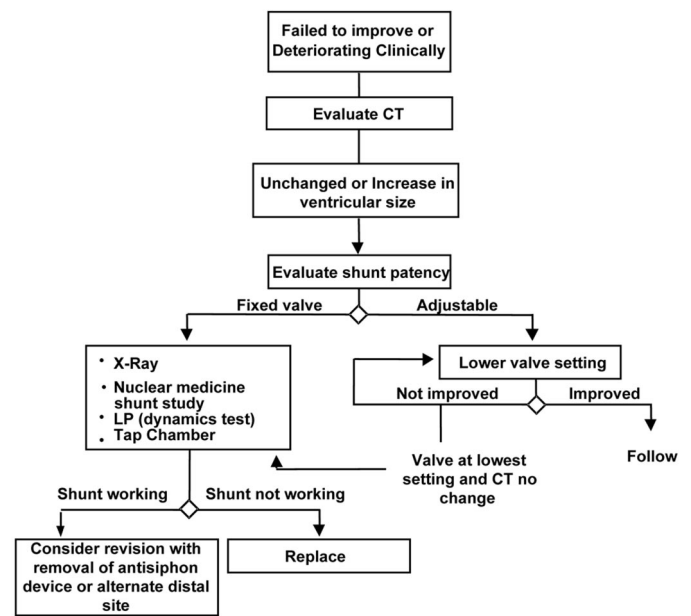 Failed to improve or
Deteriorating Clinically
Evaluate CT
Unchanged or Increase in
ventricular size
Evaluate shunt patency
Fixed valve
Adjustable
• X-Ray
• Nuclear medicine
shunt study
• LP (dynamics test)
• Tap Chamber
Lower valve setting
Not improved
Improved
Valve at lowest
setting and CT no
change
Follow
Shunt working
Shunt not working
Consider revision with
removal of antisiphon
device or alternate distal
site
Replace